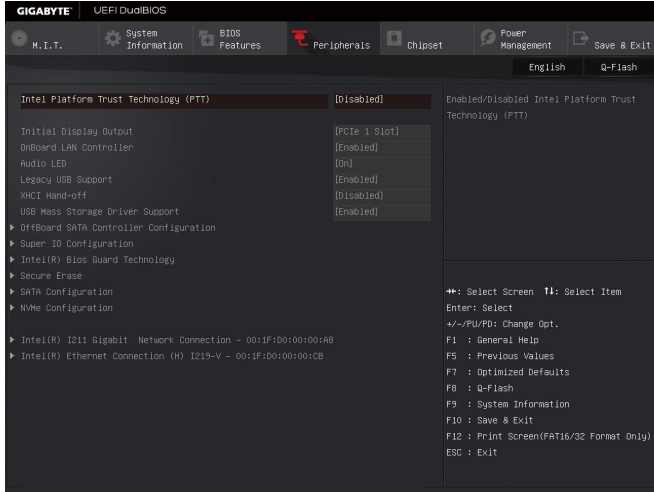 GIGABYTE™ UEFI DualBIOS
M.I.T.
System Information
BIOS Features
Peripherals
Chipset
Power Management
Save & Exit
English Q-Flash
Intel Platform Trust Technology (PTT) [Disabled]
Initial Display Output [PCIe 1 Slot]
OnBoard LAN Controller [Enabled]
Audio LED [On]
Legacy USB Support [Enabled]
XHCI Hand-off [Disabled]
USB Mass Storage Driver Support [Enabled]
▶ OffBoard SATA Controller Configuration
▶ Super IO Configuration
▶ Intel(R) Bios Guard Technology
▶ Secure Erase
▶ SATA Configuration
▶ NVMe Configuration
▶ Intel(R) I211 Gigabit Network Connection - 00:1F:D0:00:00:A8
▶ Intel(R) Ethernet Connection (H) I219-V - 00:1F:D0:00:00:CB
Enabled/Disabled Intel Platform Trust
Technology (PTT)
→←: Select Screen ↑↓: Select Item
Enter: Select
+/-/PU/PD: Change Opt.
F1 : General Help
F5 : Previous Values
F7 : Optimized Defaults
F8 : Q-Flash
F9 : System Information
F10 : Save & Exit
F12 : Print Screen(FAT16/32 Format Only)
ESC : Exit